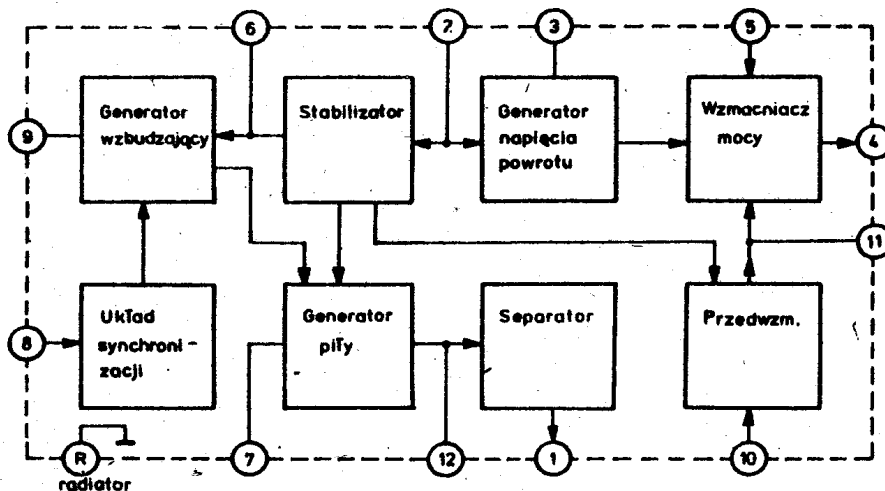 6
2
3
5
Generator
wzbudzający
Stabilizator
Generator
napięcia
powrotu
Wzmacniacz
mocy
9
4
11
Układ
synchroni-
zacji
Generator
piły
Separator
Przedwzm.
8
R
7
12
1
10
radiator